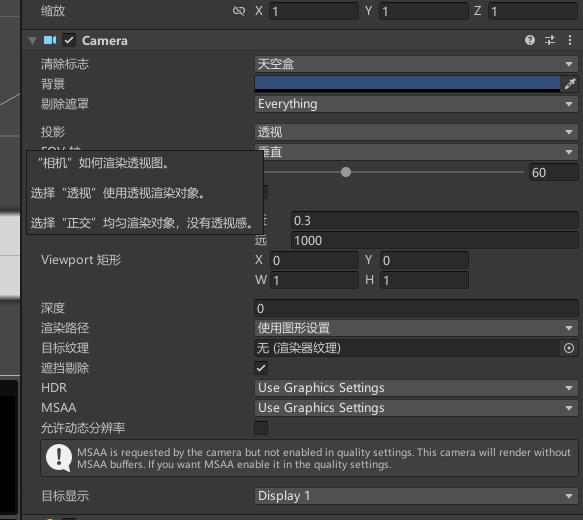 缩放 X 1 Y 1 Z 1
Camera
清除标志 天空盒
背景
剔除遮罩 Everything
投影 透视
垂直
“相机”如何渲染透视图。
60
选择“透视”使用透视渲染对象。
选择“正交”均匀渲染对象，没有透视感。
0.3
远 1000
Viewport 矩形 X 0 Y 0
W 1 H 1
深度 0
渲染路径 使用图形设置
目标纹理 无 (渲染器纹理)
遮挡剔除
HDR Use Graphics Settings
MSAA Use Graphics Settings
允许动态分辨率
MSAA is requested by the camera but not enabled in quality settings. This camera will render without
MSAA buffers. If you want MSAA enable it in the quality settings.
目标显示 Display 1